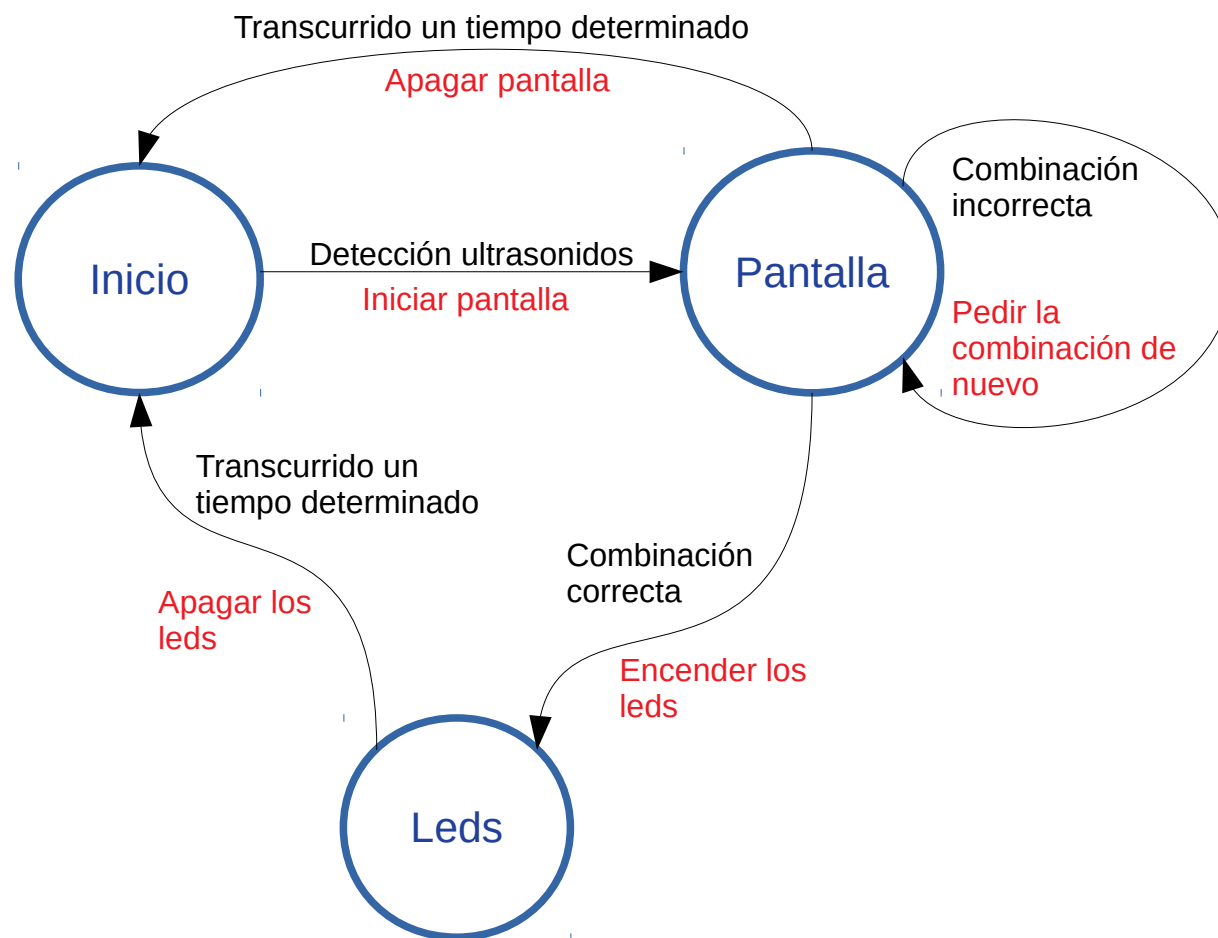 Transcurrido un tiempo determinado
Apagar pantalla
Combinación
incorrecta
Detección ultrasonidos
Iniciar pantalla
Inicio
Pantalla
Pedir la
combinación de
nuevo
Transcurrido un
tiempo determinado
Combinación
correcta
Apagar los
leds
Encender los
leds
Leds